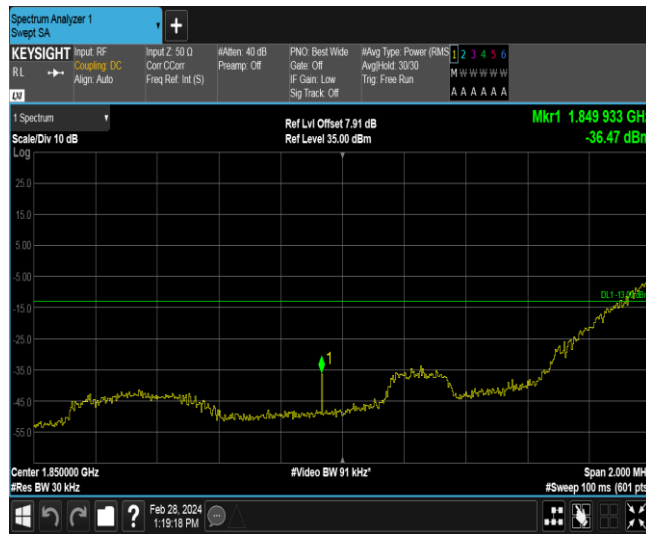 Spectrum Analyzer 1
Swept SA
+
KEYSIGHT
RL
LXI
Input: RF
Coupling: DC
Align: Auto
Input Z: 50 Ω
Corr CCorr
Freq Ref: Int (S)
#Atten: 40 dB
Preamp: Off
PNO: Best Wide
Gate: Off
IF Gain: Low
Sig Track: Off
#Avg Type: Power (RMS
Avg|Hold: 30/30
Trig: Free Run
1 2 3 4 5 6
M W W W W W
A A A A A A
1 Spectrum
Scale/Div 10 dB
Ref Lvl Offset 7.91 dB
Ref Level 35.00 dBm
Mkr1 1.849 933 GHz
-36.47 dBm
Log
25.0
15.0
5.00
-5.00
-15.0
-25.0
-35.0
-45.0
-55.0
1
DL1 -13.00 dBm
Center 1.850000 GHz
#Res BW 30 kHz
#Video BW 91 kHz*
Span 2.000 MH
#Sweep 100 ms (601 pts
?
Feb 28, 2024
1:19:18 PM